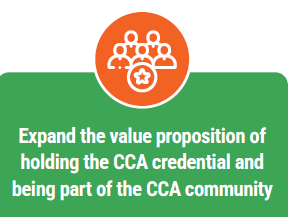 Expand the value proposition of
holding the CCA credential and
being part of the CCA community